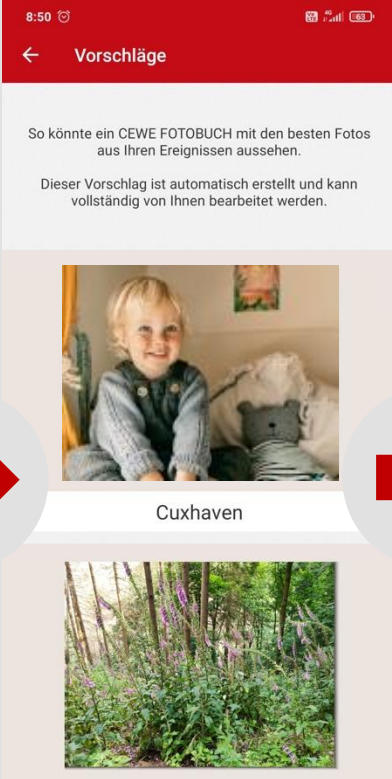 8:50
4G
63
Vorschläge
So könnte ein CEWE FOTOBUCH mit den besten Fotos
aus Ihren Ereignissen aussehen.
Dieser Vorschlag ist automatisch erstellt und kann
vollständig von Ihnen bearbeitet werden.
Cuxhaven